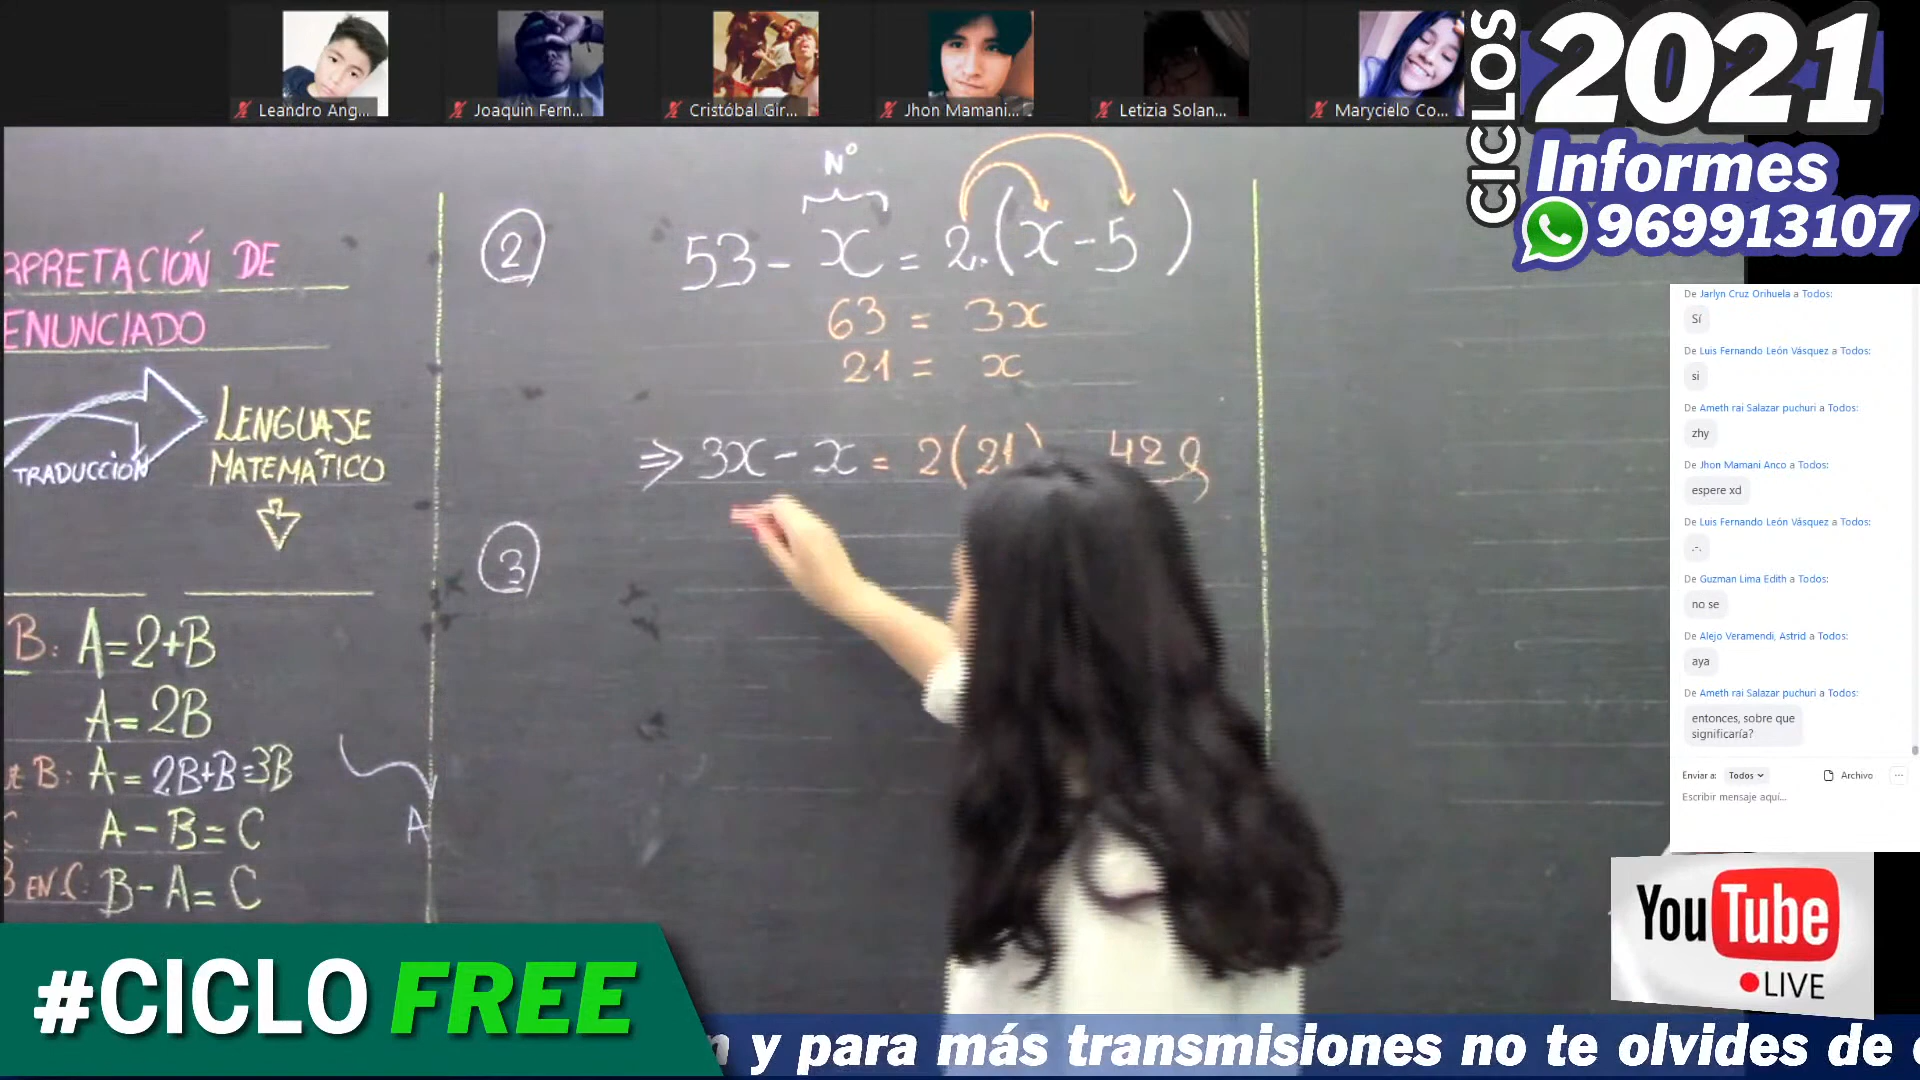 Leandro Ang...
Joaquin Fern...
Cristóbal Gir...
Jhon Mamani...
Letizia Solan...
Marycielo Co...
CICLOS
2021
Informes
969913107
RPRETACIÓN DE
ENUNCIADO
TRADUCCIÓN
LENGUAJE
MATEMÁTICO
B: A=2+B
A=2B
B: A=2B+B=3B
A-B=C
B EN C: B-A=C
A
2
N°
53-x=2.(x-5)
63 = 3x
21 = x
⇒ 3x-x = 2(21) 42
3
De Jarlyn Cruz Orihuela a Todos:
Sí
De Luis Fernando León Vásquez a Todos:
si
De Ameth rai Salazar puchuri a Todos:
zhy
De Jhon Mamani Anco a Todos:
espere xd
De Luis Fernando León Vásquez a Todos:
.-.
De Guzman Lima Edith a Todos:
no se
De Alejo Veramendi, Astrid a Todos:
aya
De Ameth rai Salazar puchuri a Todos:
entonces, sobre que
significaría?
Enviar a: Todos
Archivo
...
Escribir mensaje aquí...
YouTube
LIVE
#CICLO FREE
n y para más transmisiones no te olvides de